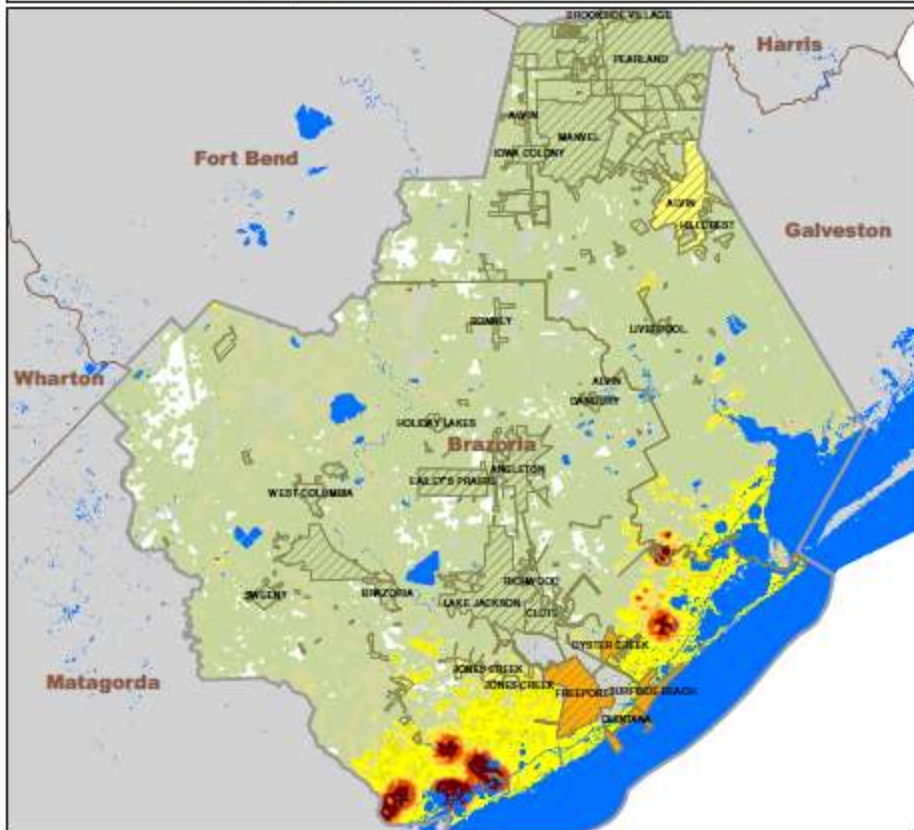 BROOKSIDE VILLAGE
Harris
PEARLAND
ALVIN
MANVEL
Fort Bend
IOWA COLONY
ALVIN
HILLCREST
Galveston
BONNEY
LIVERPOOL
Wharton
ALVIN
DANBURY
HOLIDAY LAKES
Brazoria
ANGLETON
BAILEY'S PRAIRIE
WEST COLUMBIA
RICHWOOD
SWEENY
BRAZORIA
LAKE JACKSON
CLUTE
OYSTER CREEK
JONES CREEK
Matagorda
JONES CREEK
FREEPORT
SURFSIDE BEACH
QUINTANA